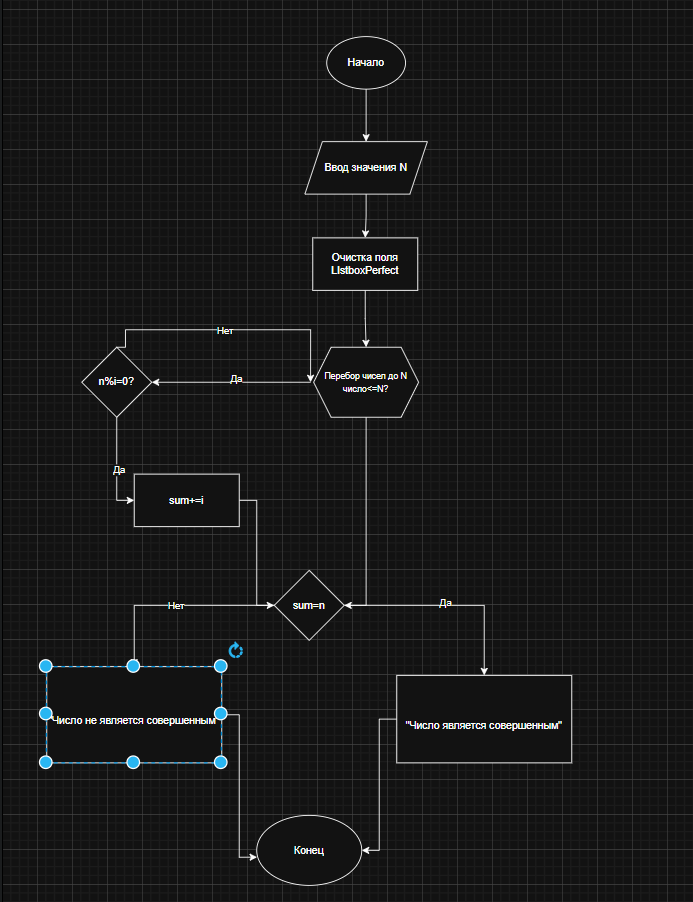 Начало
Ввод значения N
Очистка поля
LIstboxPerfect
Нет
Перебор чисел до N
число<=N?
n%i=0?
Да
Да
sum+=i
sum=n
Нет
Да
"Число не является совершенным
"Число является совершенным"
Конец